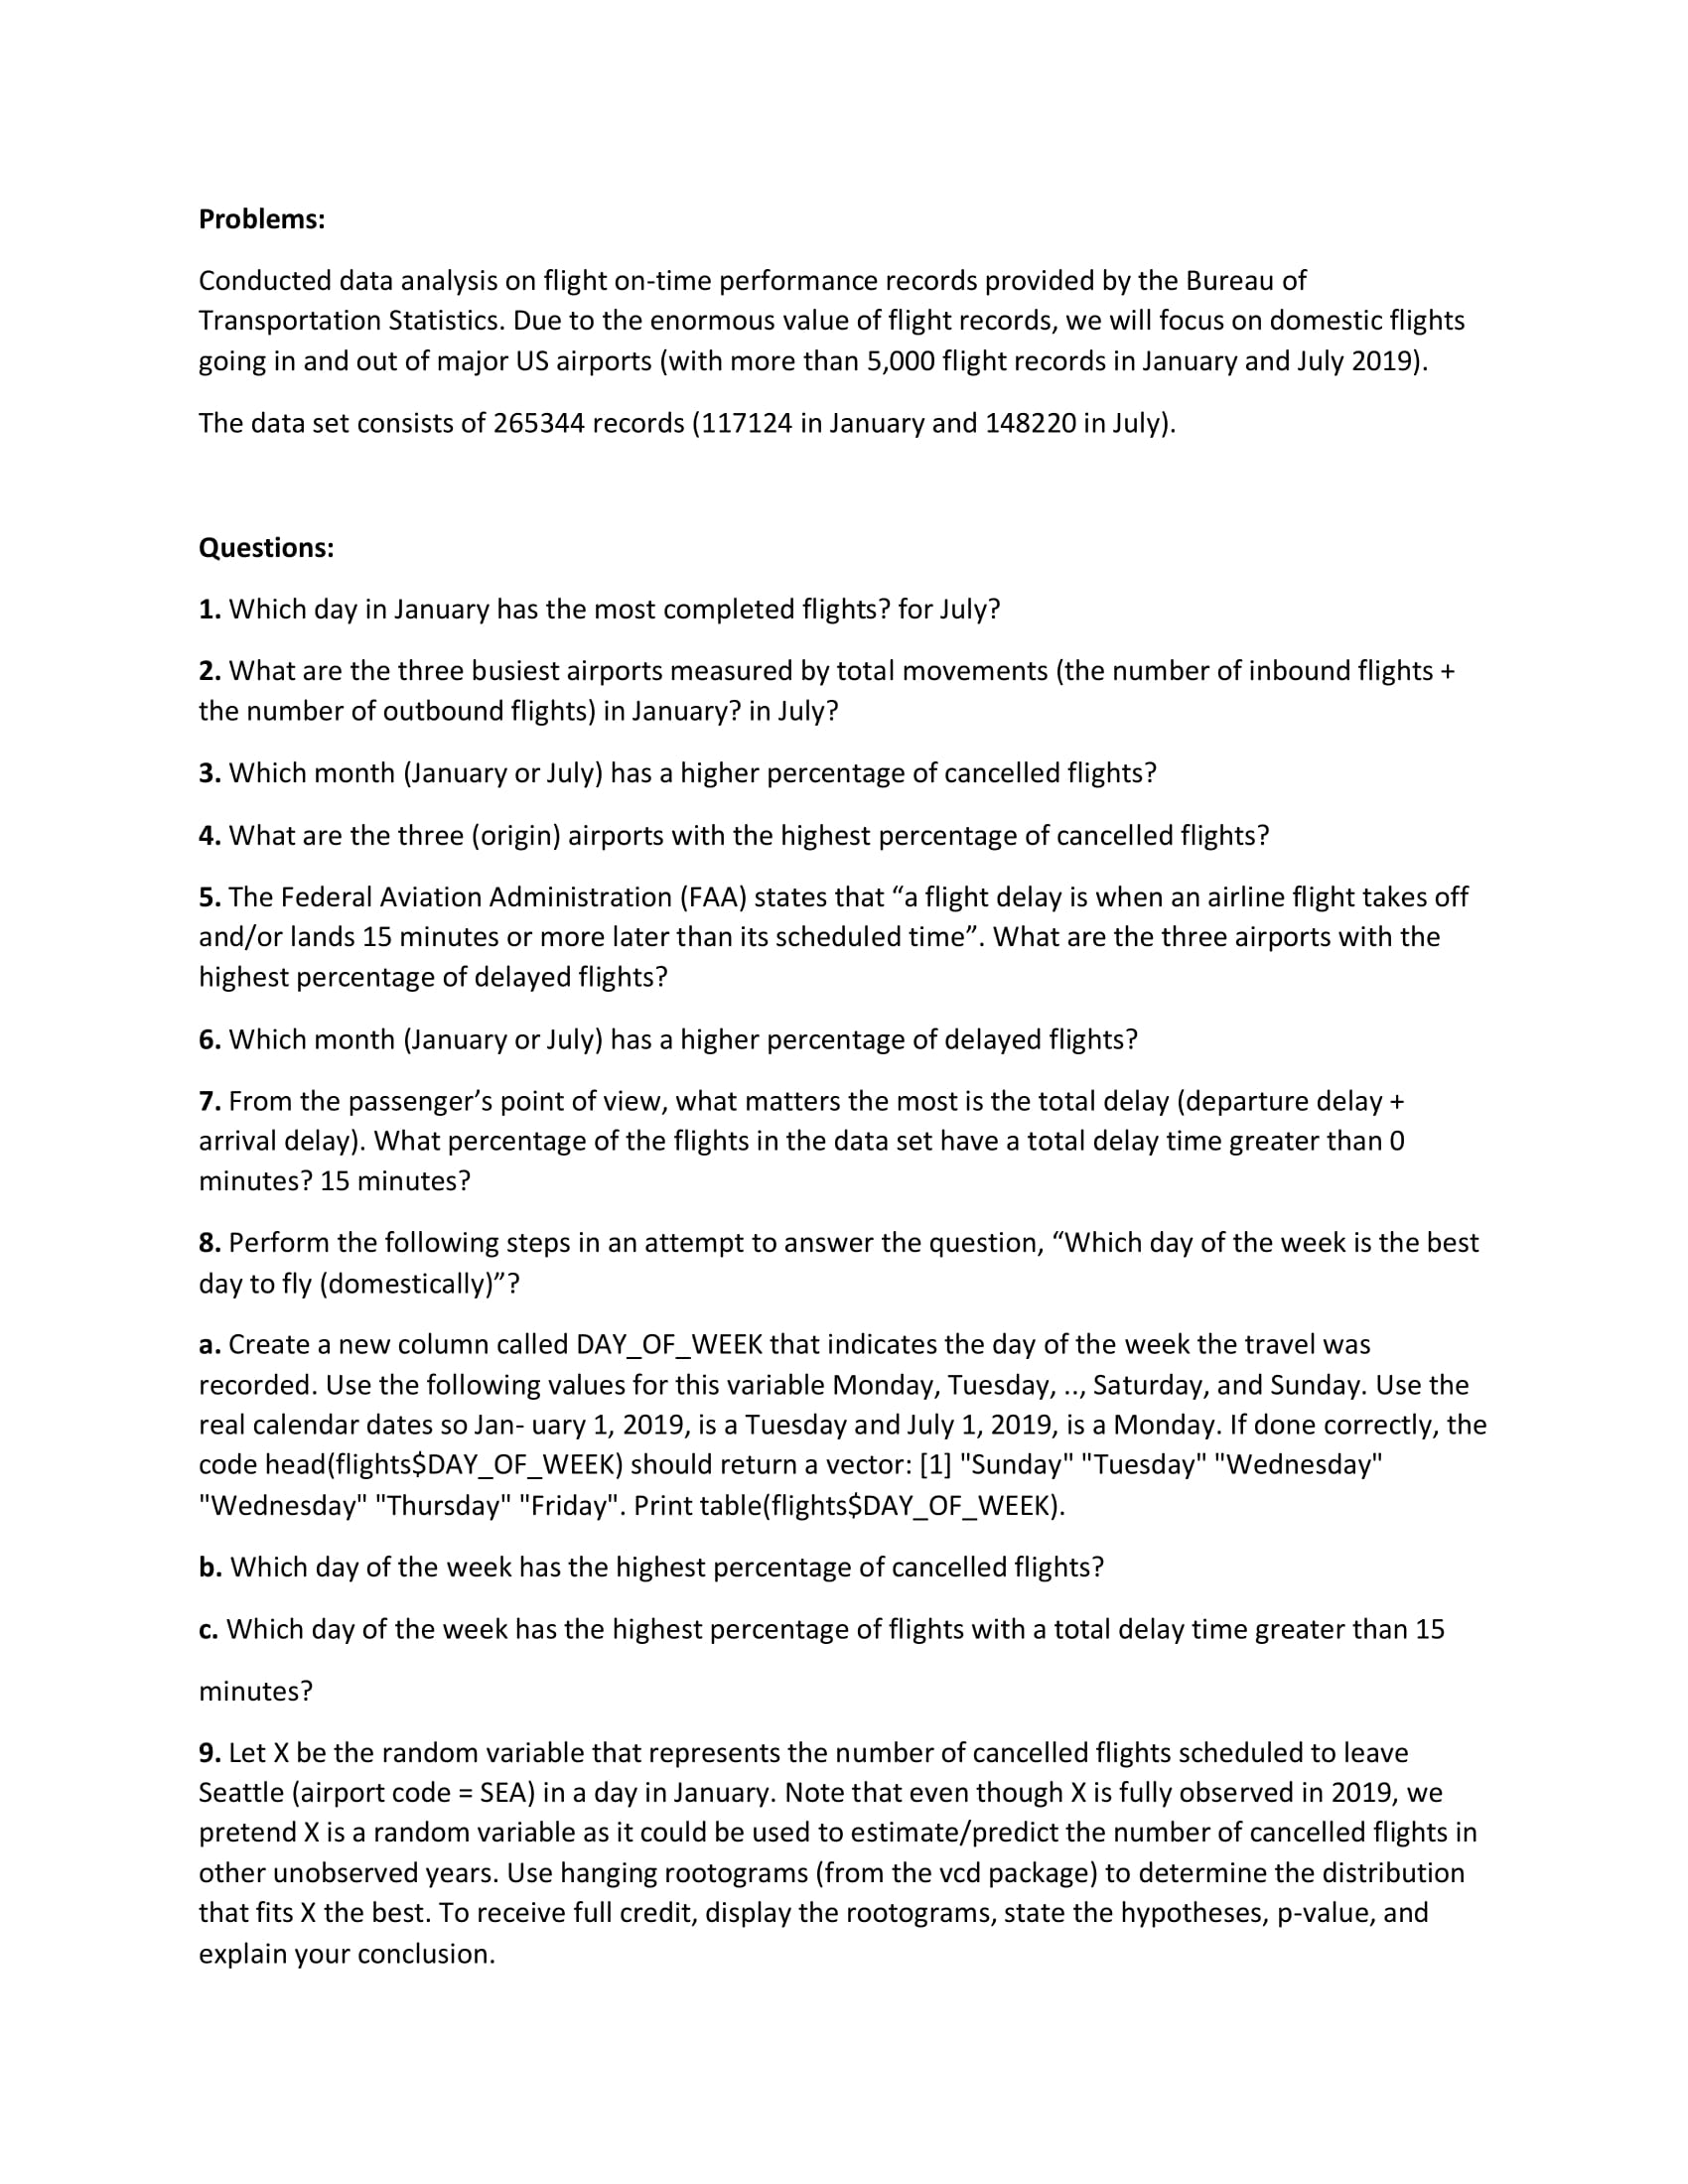 Problems:
Conducted data analysis on flight on-time performance records provided by the Bureau of
Transportation Statistics. Due to the enormous value of flight records, we will focus on domestic flights
going in and out of major US airports (with more than 5,000 flight records in January and July 2019).
The data set consists of 265344 records (117124 in January and 148220 in July).
Questions:
1. Which day in January has the most completed flights? for July?
2. What are the three busiest airports measured by total movements (the number of inbound flights +
the number of outbound flights) in January? in July?
3. Which month (January or July) has a higher percentage of cancelled flights?
4. What are the three (origin) airports with the highest percentage of cancelled flights?
5. The Federal Aviation Administration (FAA) states that “a flight delay is when an airline flight takes off
and/or lands 15 minutes or more later than its scheduled time”. What are the three airports with the
highest percentage of delayed flights?
6. Which month (January or July) has a higher percentage of delayed flights?
7. From the passenger’s point of view, what matters the most is the total delay (departure delay +
arrival delay). What percentage of the flights in the data set have a total delay time greater than 0
minutes? 15 minutes?
8. Perform the following steps in an attempt to answer the question, “Which day of the week is the best
day to fly (domestically)”?
a. Create a new column called DAY_OF_WEEK that indicates the day of the week the travel was
recorded. Use the following values for this variable Monday, Tuesday, .., Saturday, and Sunday. Use the
real calendar dates so Jan- uary 1, 2019, is a Tuesday and July 1, 2019, is a Monday. If done correctly, the
code head(flights$DAY_OF_WEEK) should return a vector: [1] "Sunday" "Tuesday" "Wednesday"
"Wednesday" "Thursday" "Friday". Print table(flights$DAY_OF_WEEK).
b. Which day of the week has the highest percentage of cancelled flights?
c. Which day of the week has the highest percentage of flights with a total delay time greater than 15
minutes?
9. Let X be the random variable that represents the number of cancelled flights scheduled to leave
Seattle (airport code = SEA) in a day in January. Note that even though X is fully observed in 2019, we
pretend X is a random variable as it could be used to estimate/predict the number of cancelled flights in
other unobserved years. Use hanging rootograms (from the vcd package) to determine the distribution
that fits X the best. To receive full credit, display the rootograms, state the hypotheses, p-value, and
explain your conclusion.